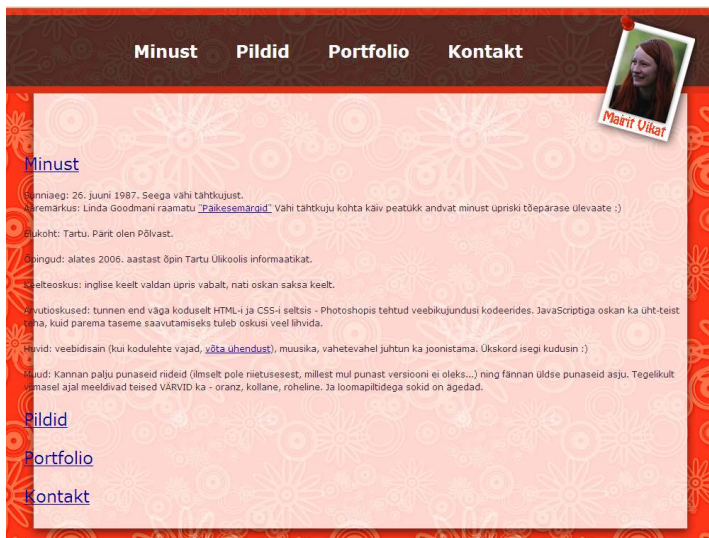 Minust Pildid Portfolio Kontakt
Mairit Vikat
Minust
Sünniaeg: 26. juuni 1987. Seega vähi tähtkujust.
Ääremärkus: Linda Goodmani raamatu "Päikesemärgid" Vähi tähtkuju kohta käiv peatükk andvat minust üpriski tõepärase ülevaate :)
Elukoht: Tartu. Pärit olen Põlvast.
Õpingud: alates 2006. aastast õpin Tartu Ülikoolis informaatikat.
Keelteoskus: inglise keelt valdan üpris vabalt, nati oskan saksa keelt.
Arvutioskused: tunnen end väga koduselt HTML-i ja CSS-i seltsis - Photoshopis tehtud veebikujundusi kodeerides. JavaScriptiga oskan ka üht-teist
teha, kuid parema taseme saavutamiseks tuleb oskusi veel lihvida.
Huvid: veebidisain (kui kodulehte vajad, võta ühendust), muusika, vahetevahel juhtun ka joonistama. Ükskord isegi kudusin :)
Muud: Kannan palju punaseid riideid (ilmselt pole riietusesest, millest mul punast versiooni ei oleks...) ning fännan üldse punaseid asju. Tegelikult
viimasel ajal meeldivad teised VÄRVID ka - oranz, kollane, roheline. Ja loomapiltidega sokid on ägedad.
Pildid
Portfolio
Kontakt